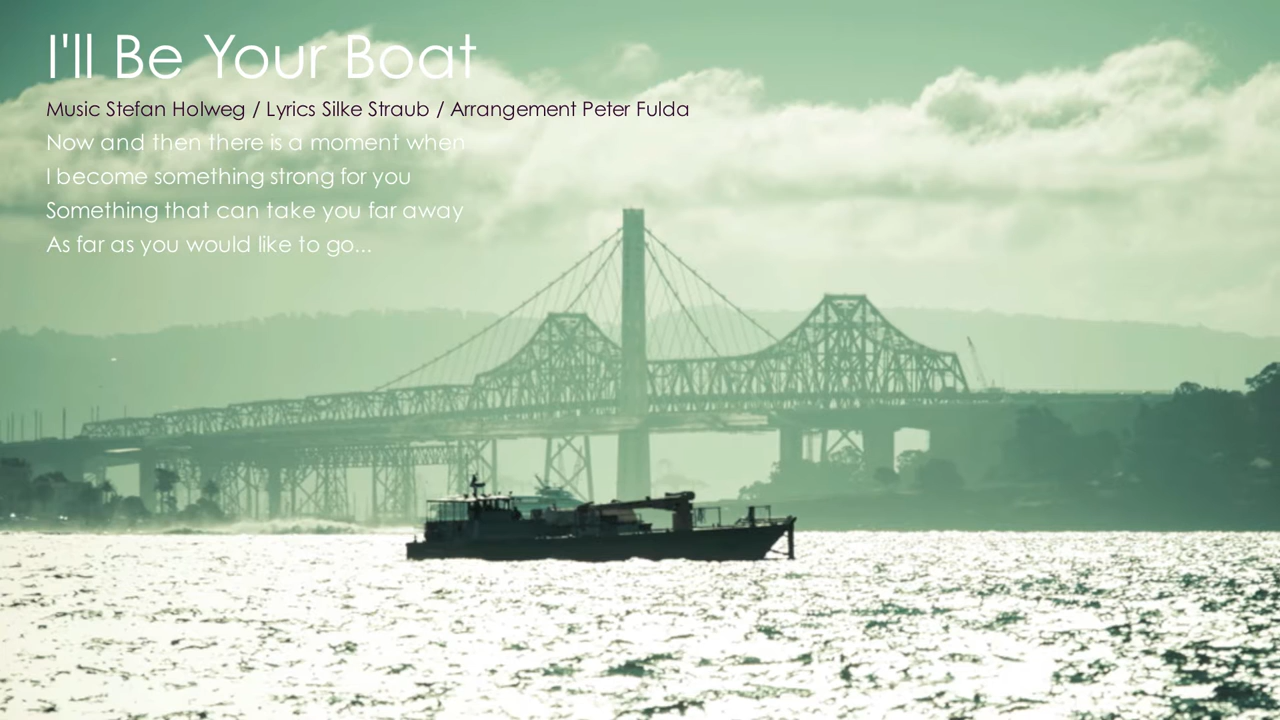 I'll Be Your Boat
Music Stefan Holweg / Lyrics Silke Straub / Arrangement Peter Fulda
Now and then there is a moment when
I become something strong for you
Something that can take you far away
As far as you would like to go...